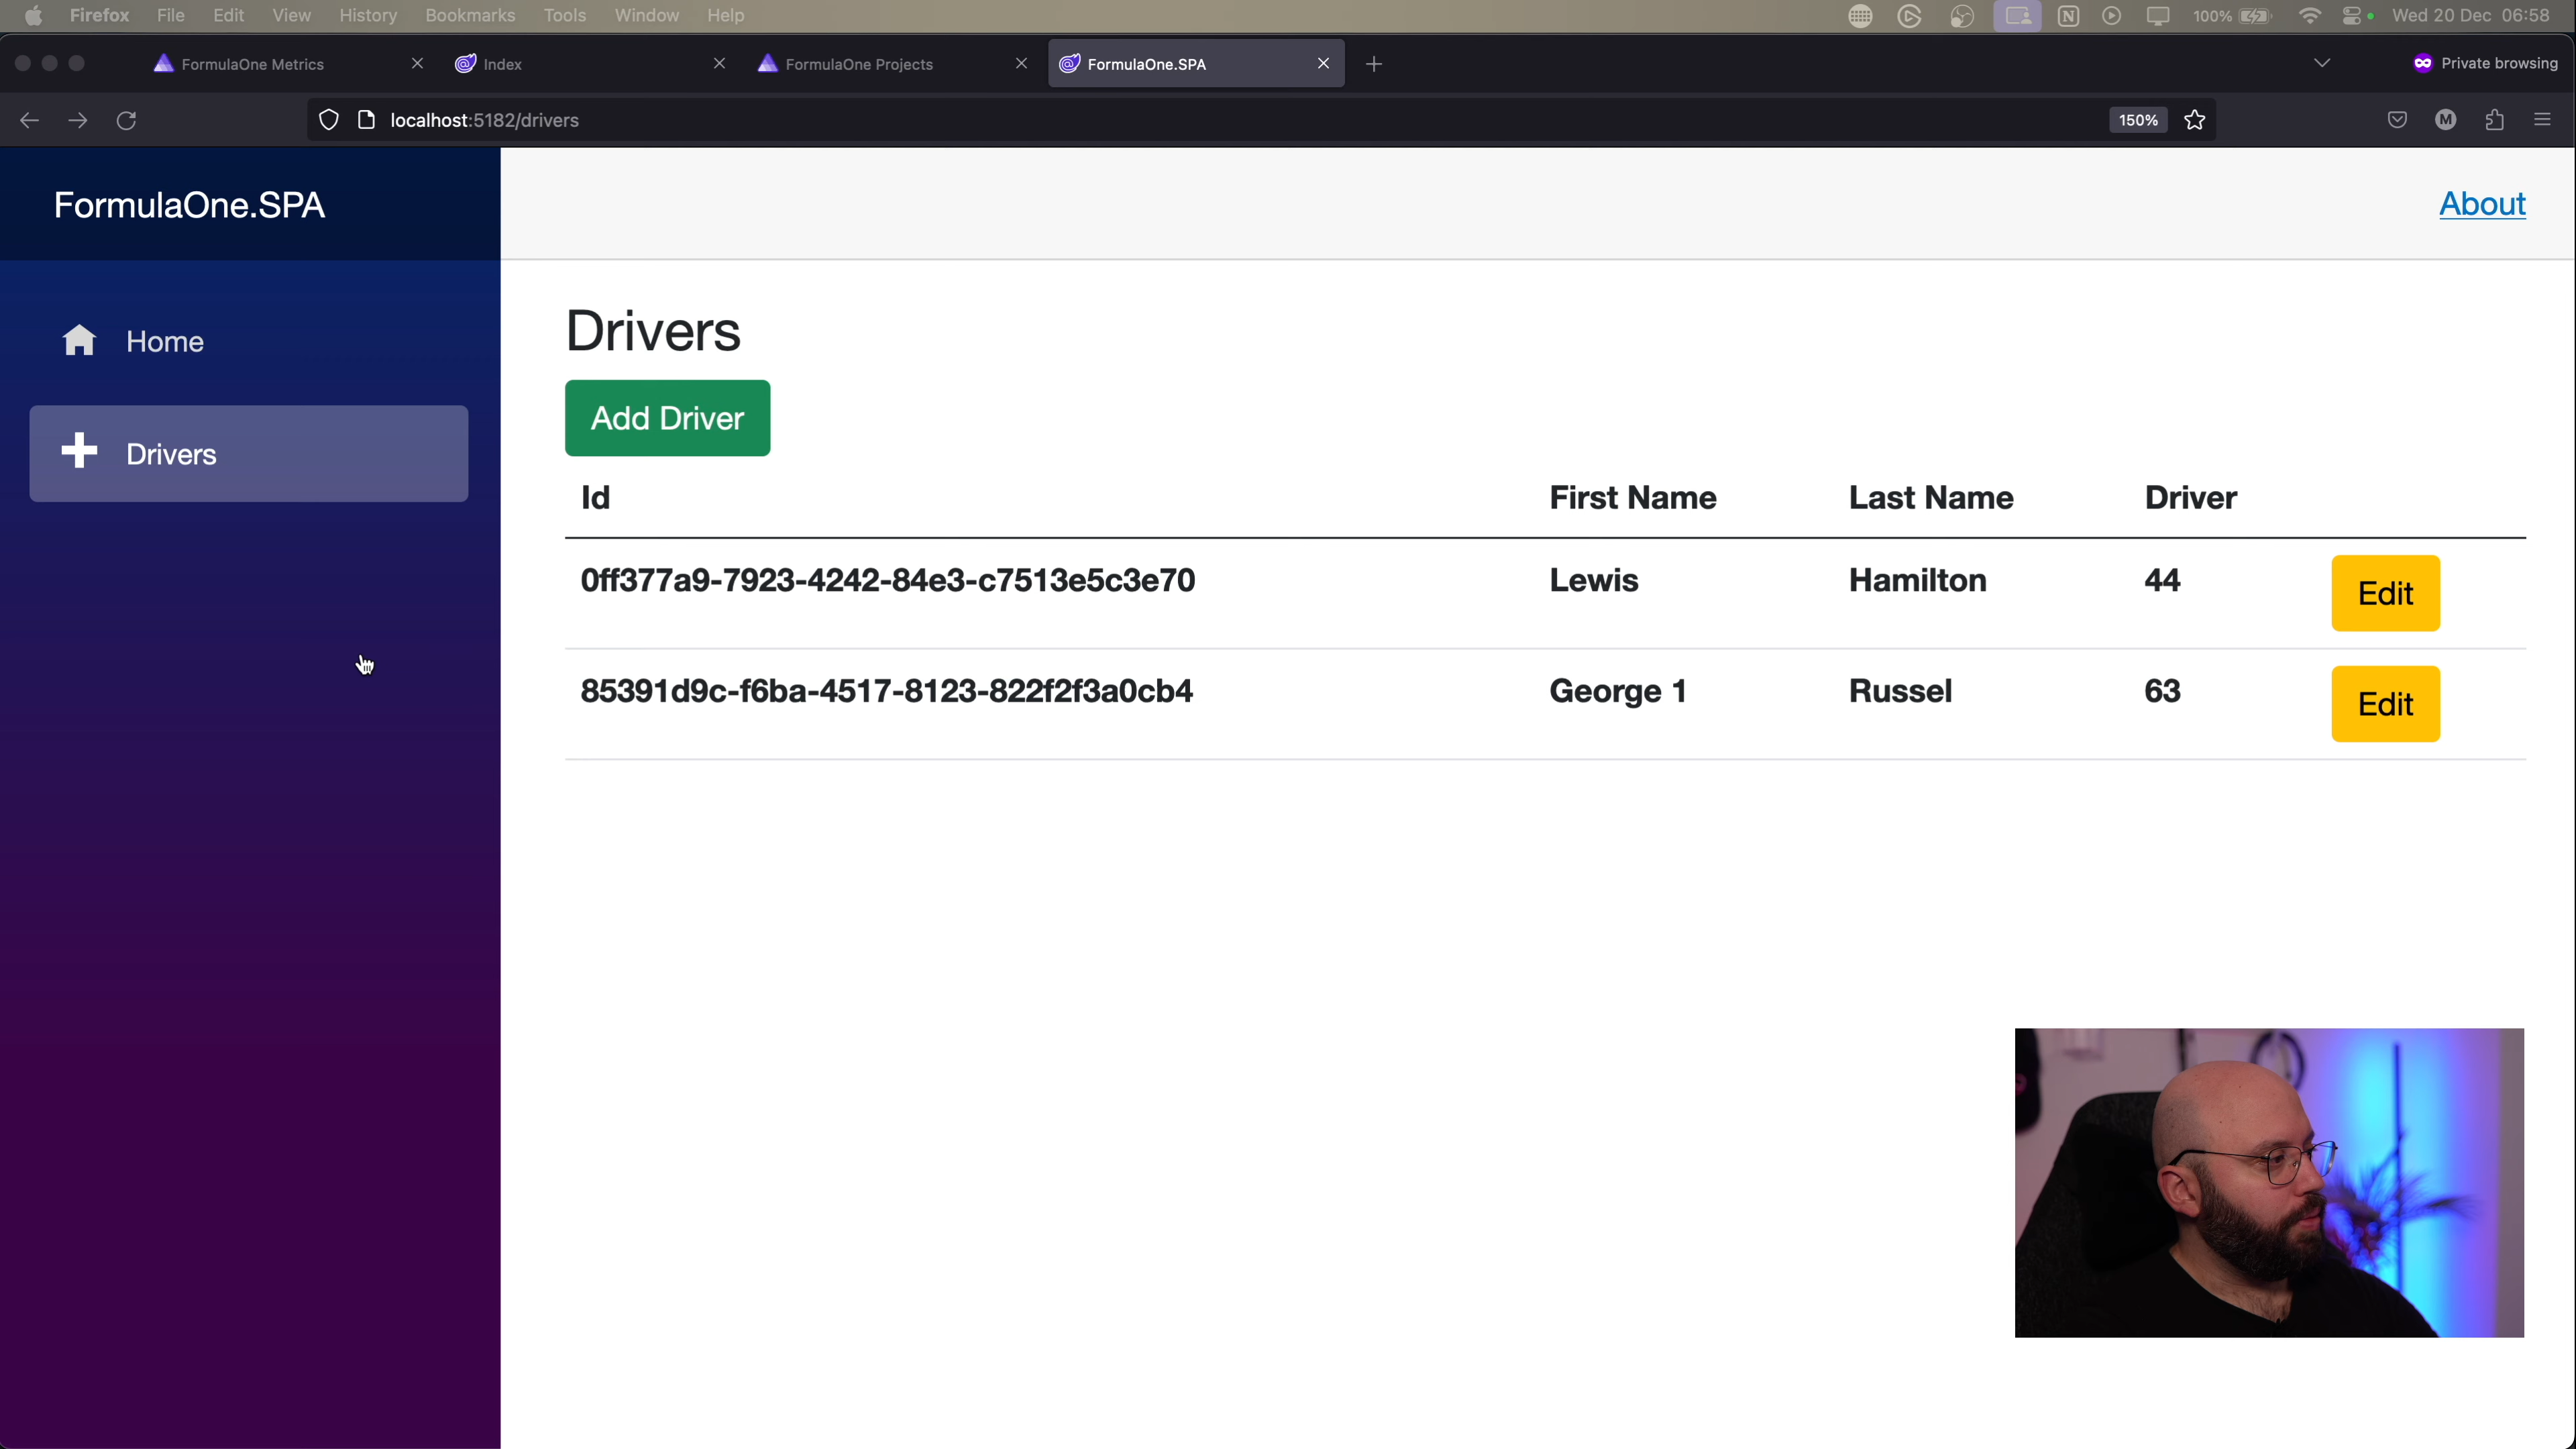 Firefox File Edit View History Bookmarks Tools Window Help 100% Wed 20 Dec 06:58
FormulaOne Metrics Index FormulaOne Projects FormulaOne.SPA Private browsing
localhost:5182/drivers 150% M
FormulaOne.SPA About
Home
Drivers
Drivers
Add Driver
Id First Name Last Name Driver
0ff377a9-7923-4242-84e3-c7513e5c3e70 Lewis Hamilton 44 Edit
85391d9c-f6ba-4517-8123-822f2f3a0cb4 George 1 Russel 63 Edit